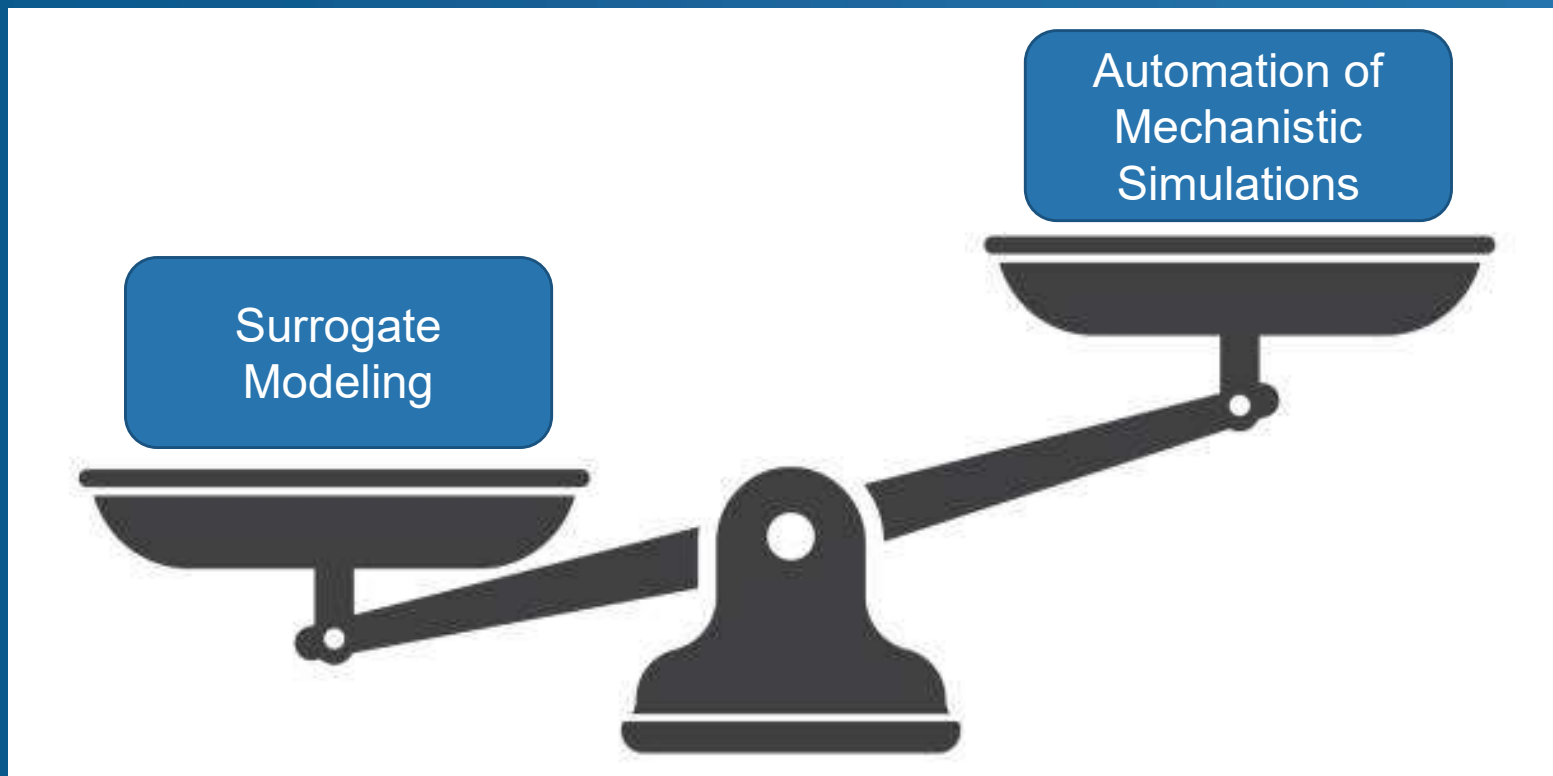 Automation of
Mechanistic
Simulations
Surrogate
Modeling